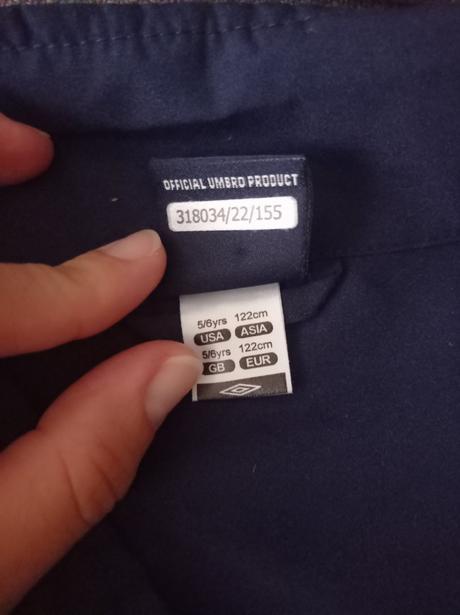 OFFICIAL UMBRO PRODUCT
318034/22/155
5/6yrs 122cm
USA ASIA
5/6yrs 122cm
GB EUR